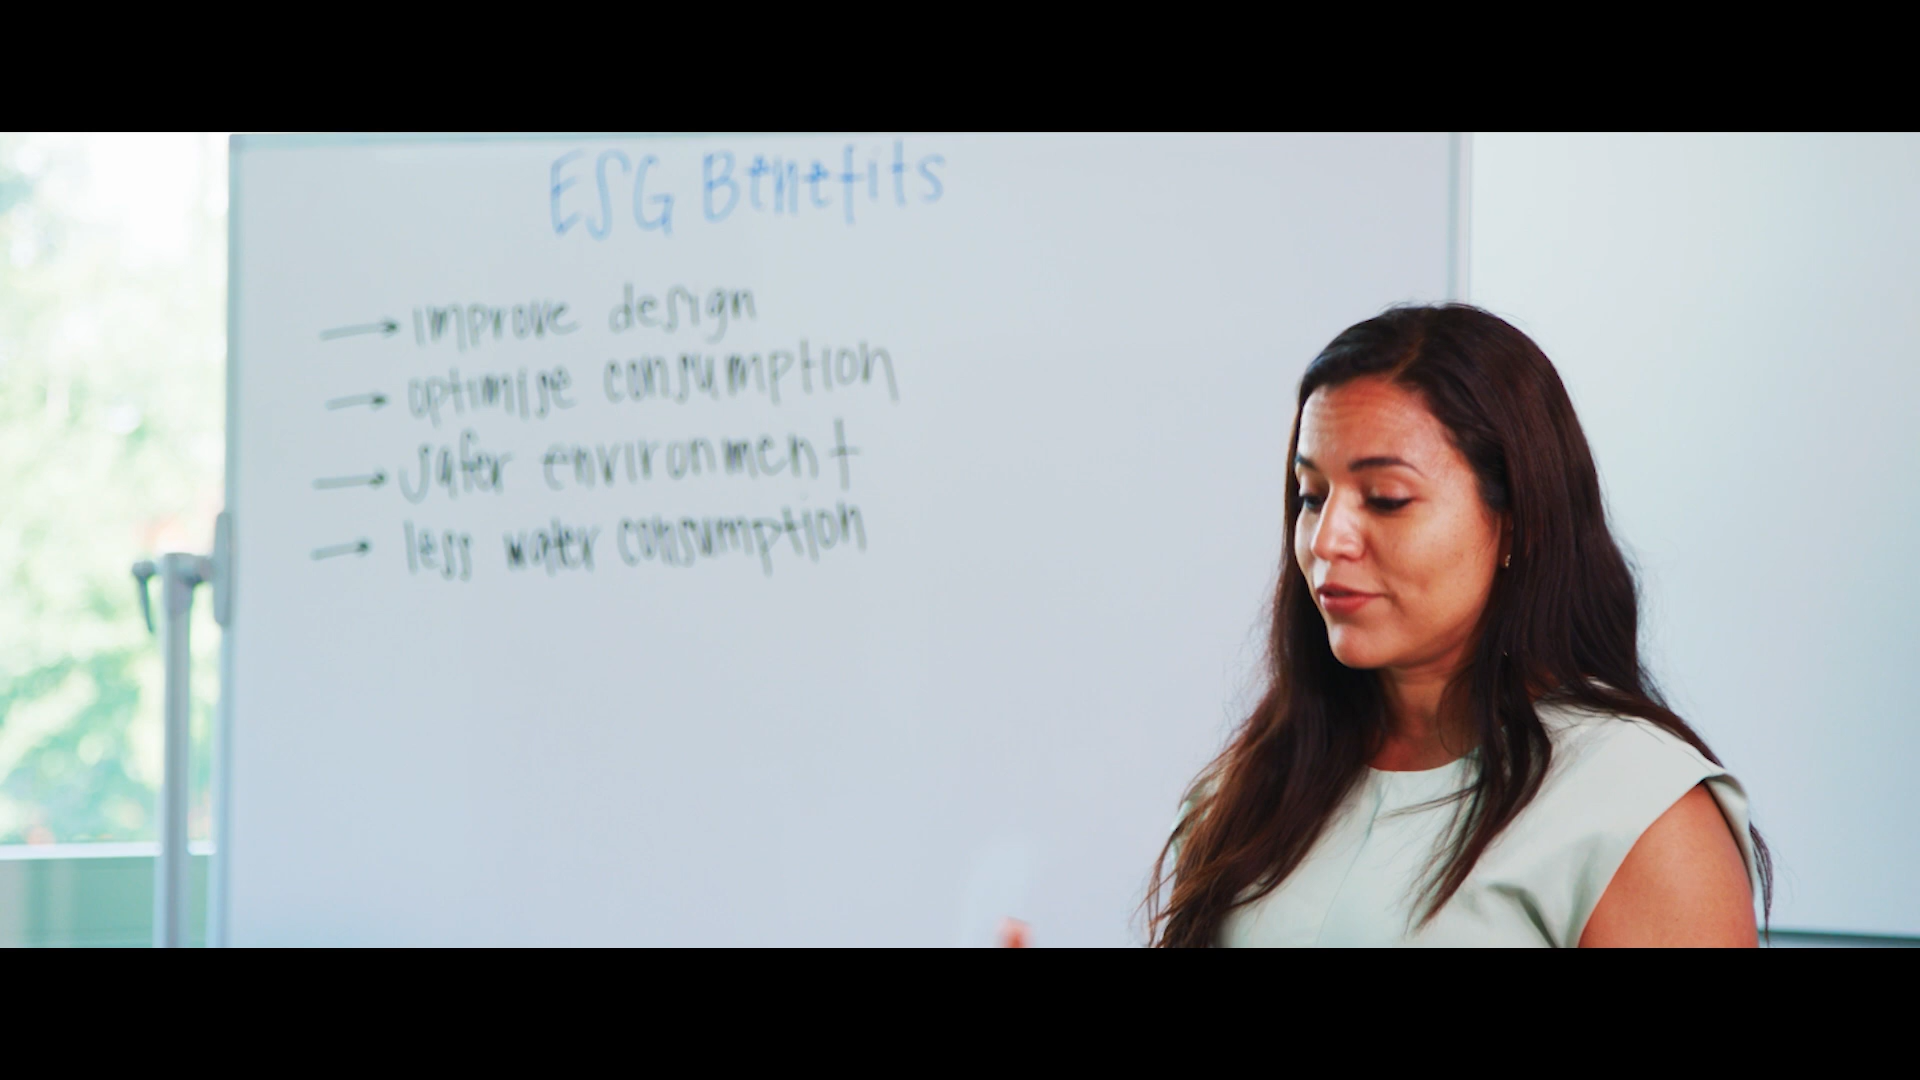 ESG Benefits
→ improve design
→ optimise consumption
→ safer environment
→ less water consumption